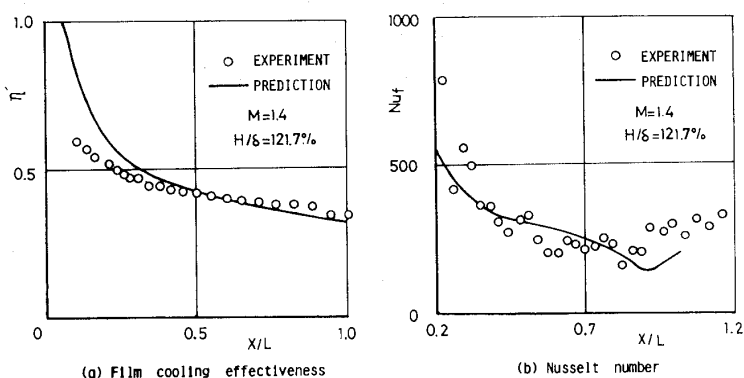 1.0
η'
0.5
0
0
0.5
X/L
1.0
EXPERIMENT
PREDICTION
M=1.4
H/δ=121.7%
(a) Film cooling effectiveness
1000
Nuf
500
0
0.2
0.7
X/L
1.2
EXPERIMENT
PREDICTION
M=1.4
H/δ=121.7%
(b) Nusselt number